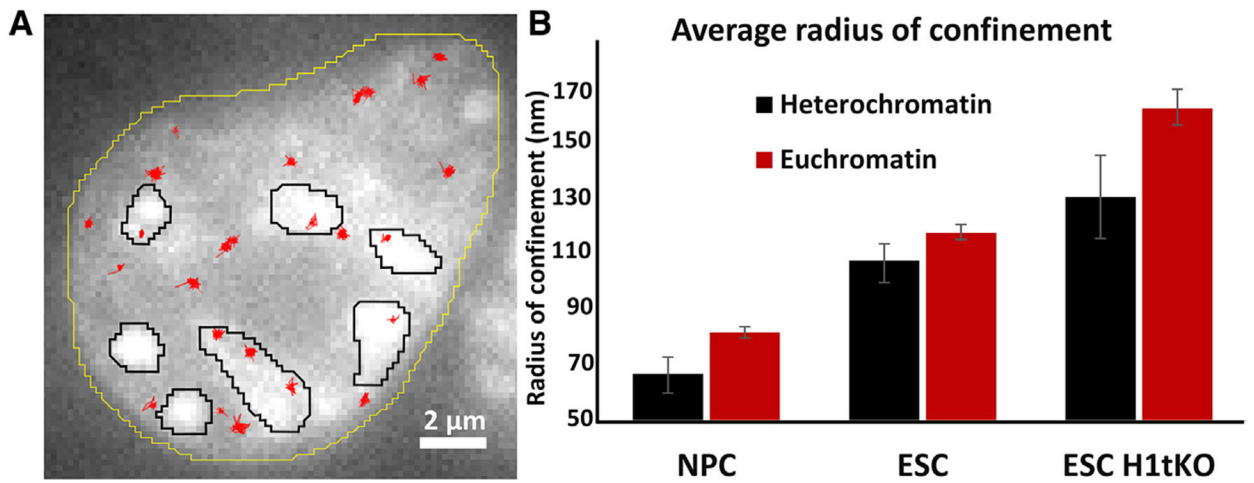 A
2 µm
B
Average radius of confinement
Heterochromatin
Euchromatin
Radius of confinement (nm)
170
150
130
110
90
70
50
NPC
ESC
ESC H1tKO